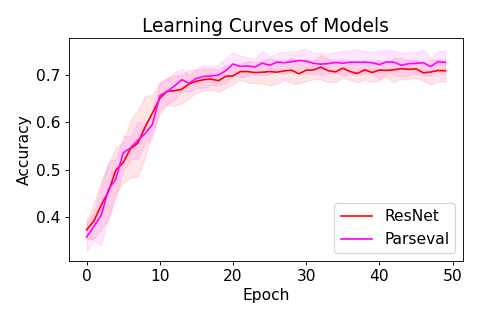 Learning Curves of Models
Accuracy
0.7
0.6
0.5
0.4
ResNet
Parseval
0 10 20 30 40 50
Epoch